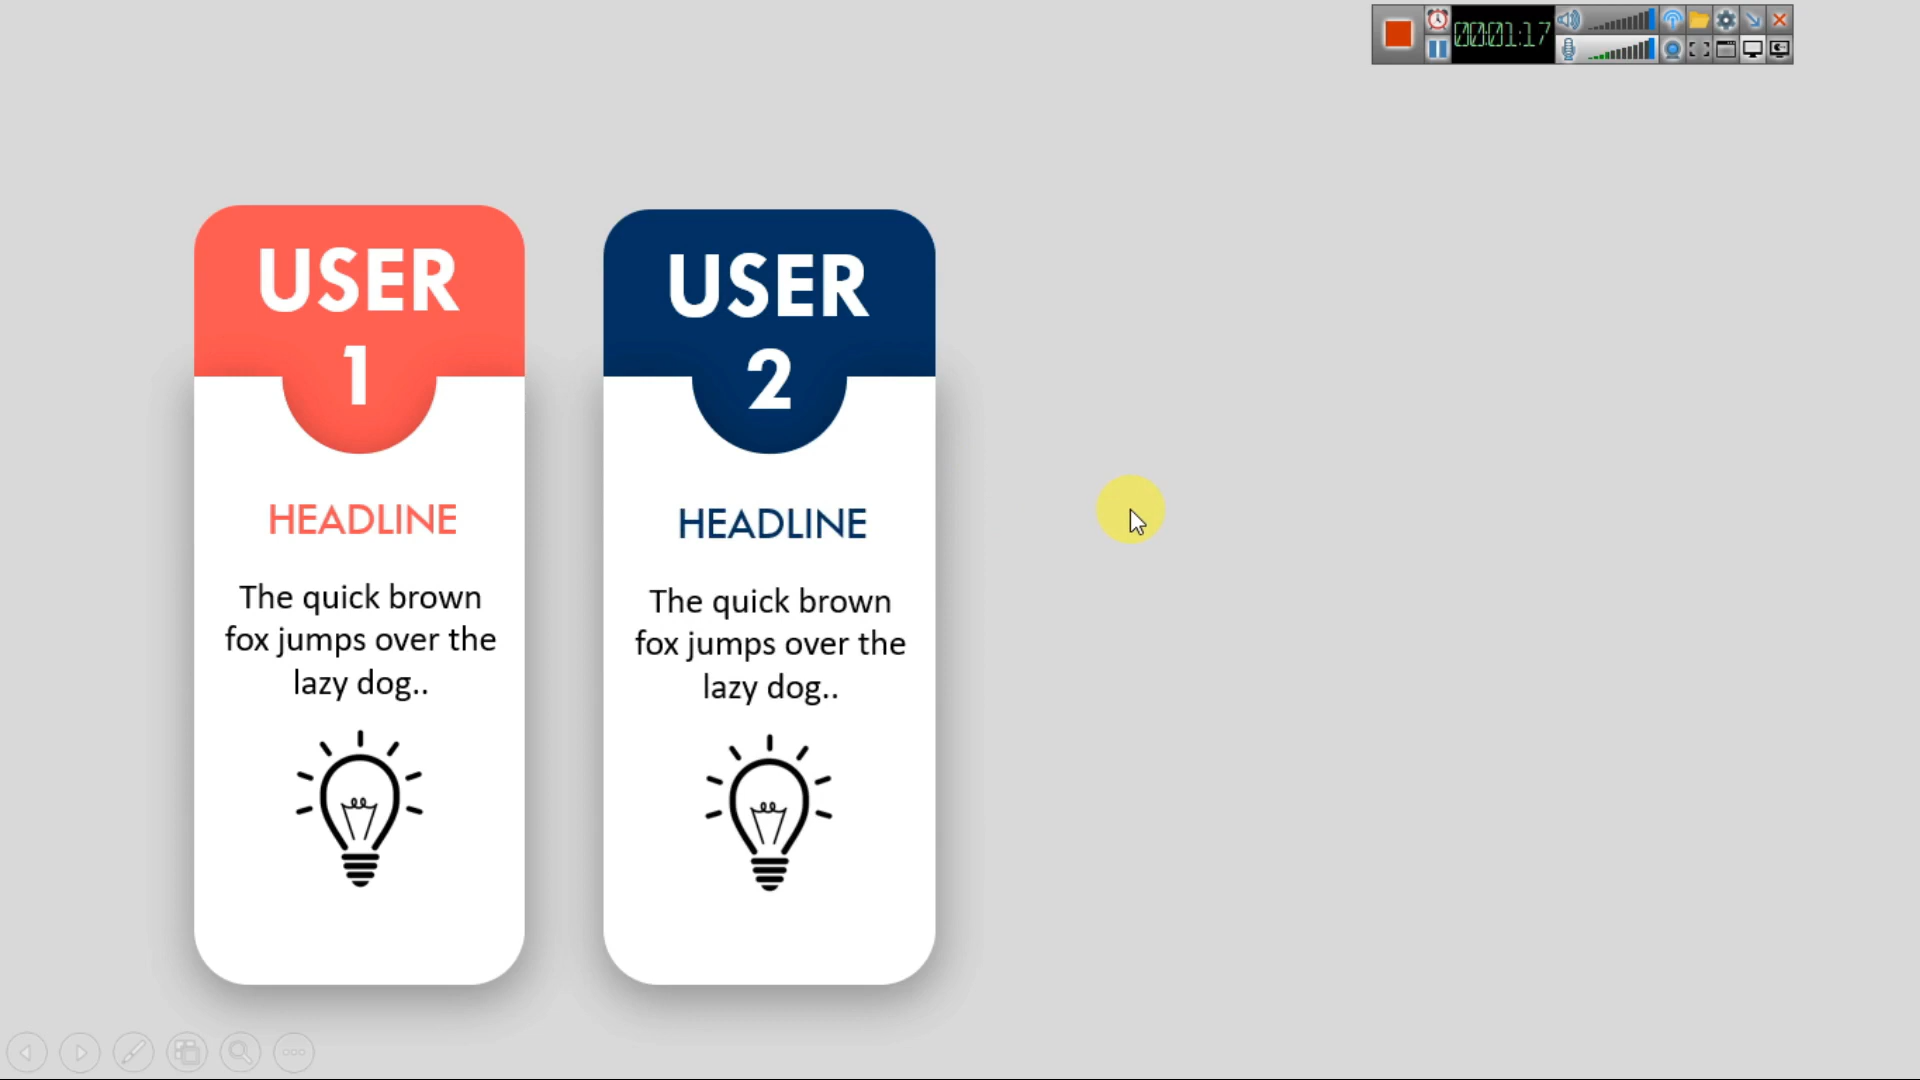 00:01:17
USER
1
HEADLINE
The quick brown
fox jumps over the
lazy dog..
USER
2
HEADLINE
The quick brown
fox jumps over the
lazy dog..